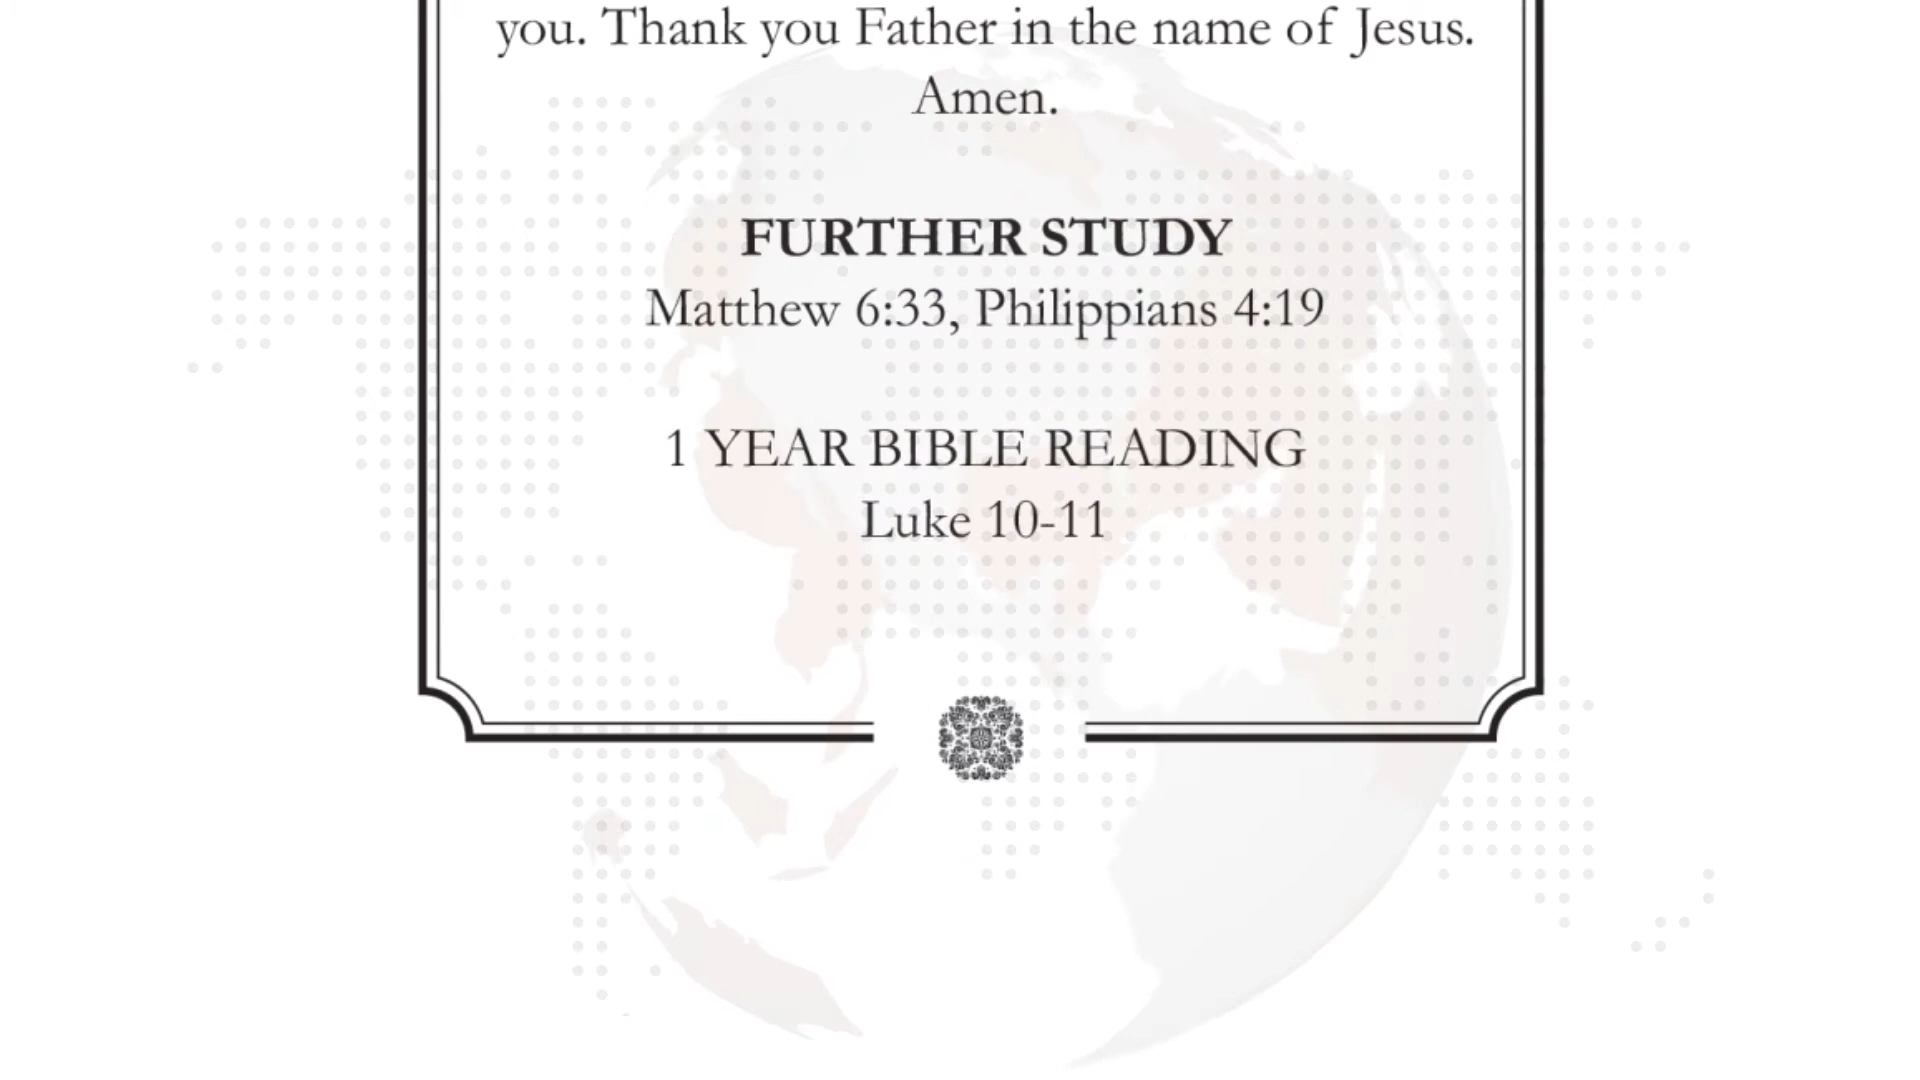 you. Thank you Father in the name of Jesus.
Amen.
FURTHER STUDY
Matthew 6:33, Philippians 4:19
1 YEAR BIBLE READING
Luke 10-11